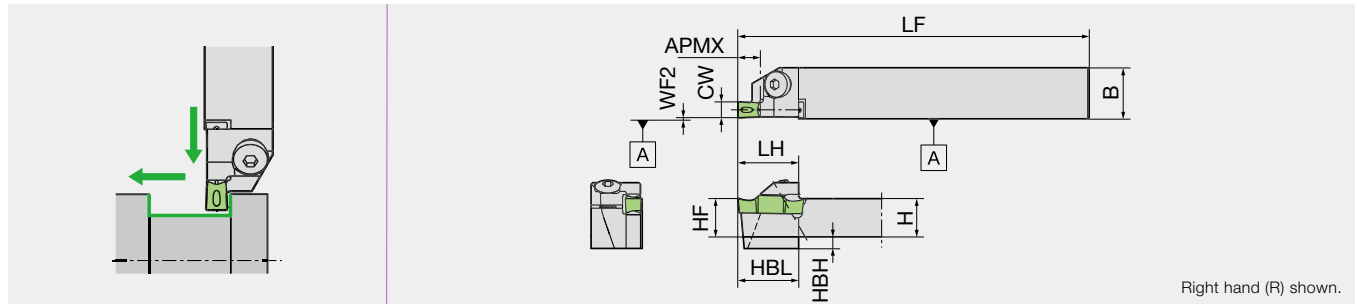 LF
APMX
WF2
CW
B
A
A
LH
HF
H
HBL
HBH
Right hand (R) shown.